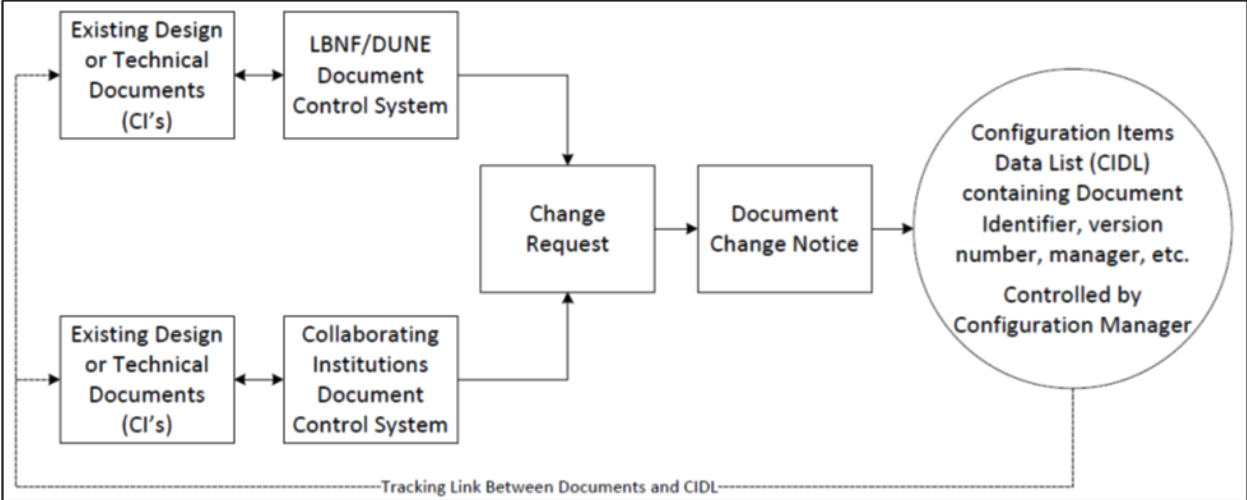 Existing Design
or Technical
Documents
(CI's)
LBNF/DUNE
Document
Control System
Change
Request
Document
Change Notice
Configuration Items
Data List (CIDL)
containing Document
Identifier, version
number, manager, etc.
Controlled by
Configuration Manager
Existing Design
or Technical
Documents
(CI's)
Collaborating
Institutions
Document
Control System
Tracking Link Between Documents and CIDL